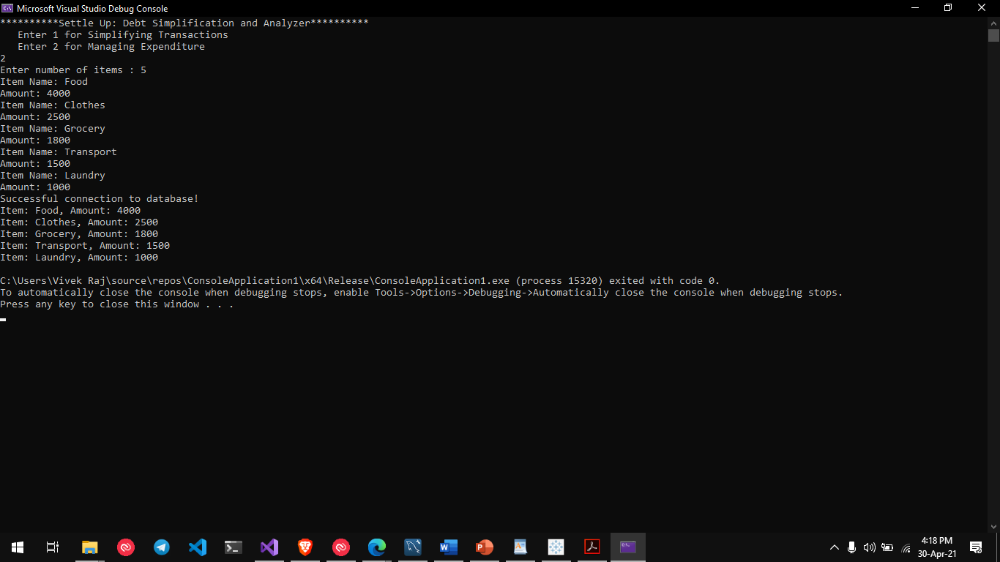 Microsoft Visual Studio Debug Console
**********Settle Up: Debt Simplification and Analyzer**********
Enter 1 for Simplifying Transactions
Enter 2 for Managing Expenditure
2
Enter number of items : 5
Item Name: Food
Amount: 4000
Item Name: Clothes
Amount: 2500
Item Name: Grocery
Amount: 1800
Item Name: Transport
Amount: 1500
Item Name: Laundry
Amount: 1000
Successful connection to database!
Item: Food, Amount: 4000
Item: Clothes, Amount: 2500
Item: Grocery, Amount: 1800
Item: Transport, Amount: 1500
Item: Laundry, Amount: 1000
C:\Users\Vivek Raj\source\repos\ConsoleApplication1\x64\Release\ConsoleApplication1.exe (process 15320) exited with code 0.
To automatically close the console when debugging stops, enable Tools->Options->Debugging->Automatically close the console when debugging stops.
Press any key to close this window . . .
4:18 PM
30-Apr-21